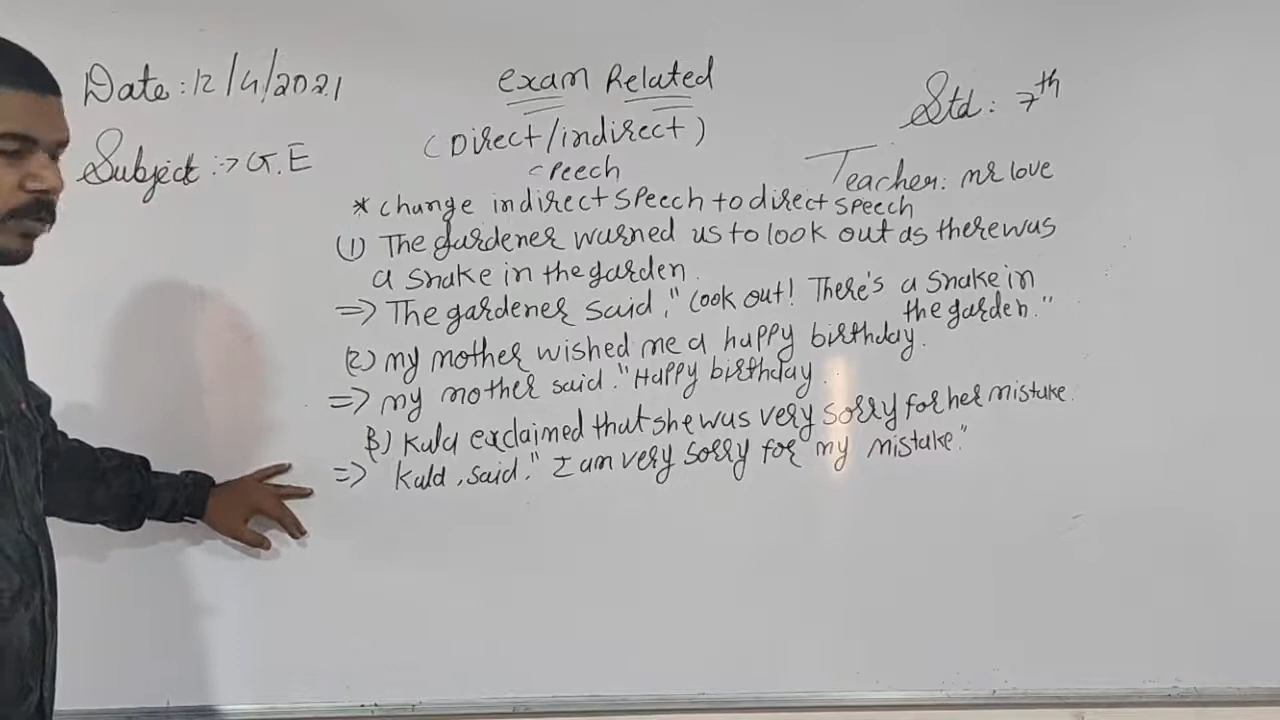 Date: 12/4/2021
exam Related
Std: 7th
Subject :-> G.E
(Direct/indirect)
speech
Teacher: mr love
* change indirect speech to direct speech
(1) The gardener warned us to look out as there was
a snake in the garden.
=> The gardener said, "Look out! There's a snake in
the garden."
(2) my mother wished me a happy birthday.
=> my mother said. "Happy birthday.
3) Kala exclaimed that she was very sorry for her mistake.
=> Kala, said," I am very sorry for my mistake."